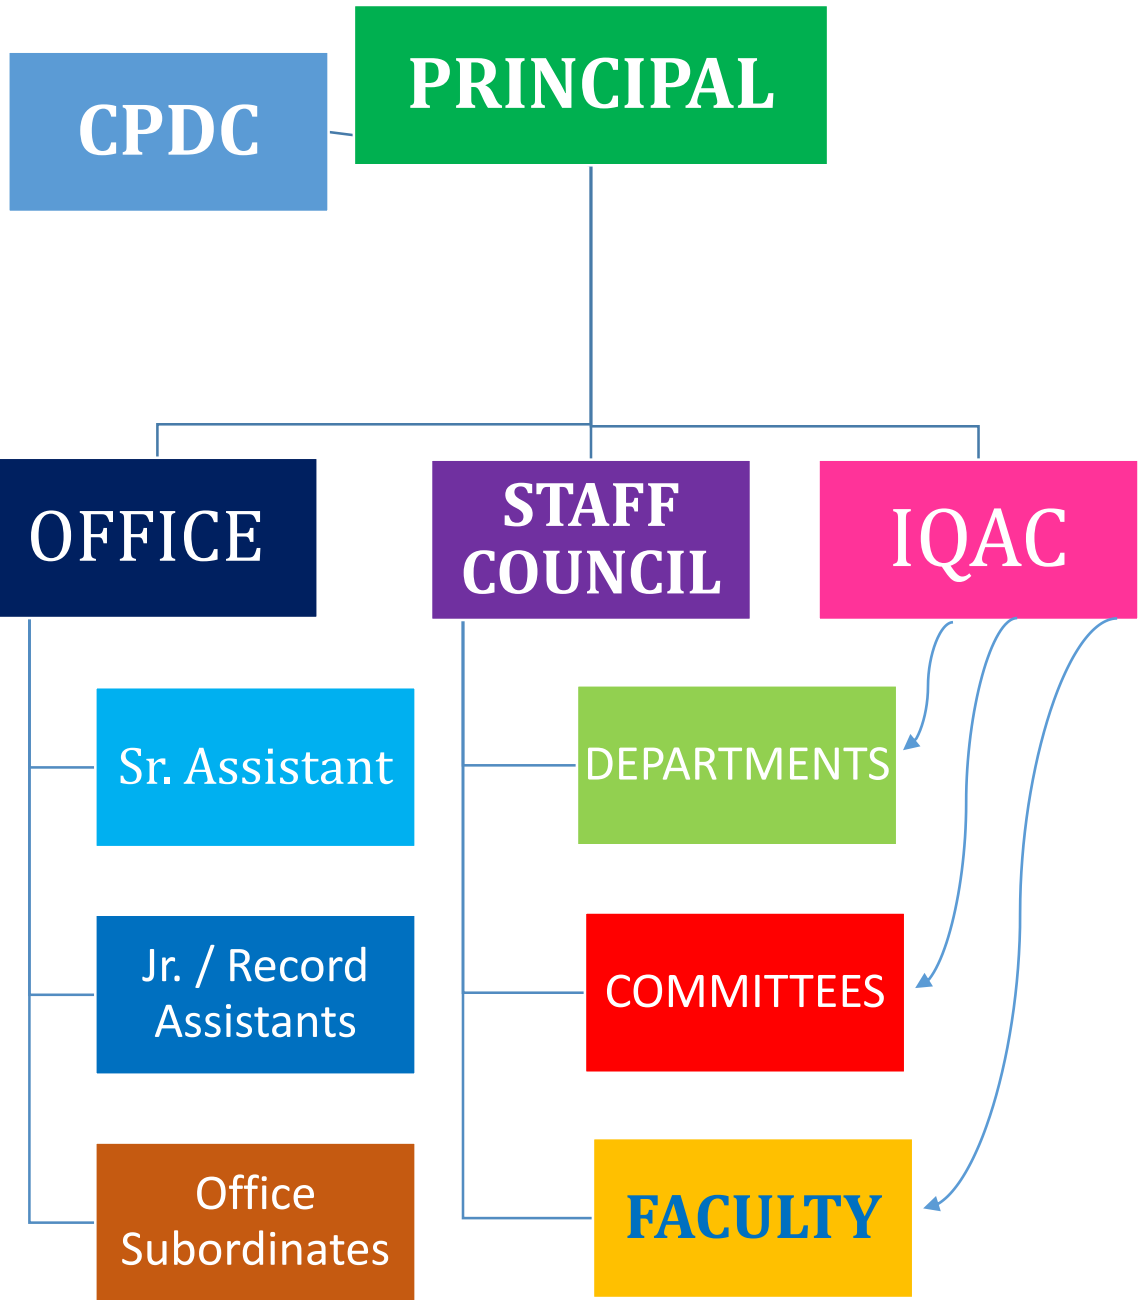 PRINCIPAL
CPDC
OFFICE
STAFF
COUNCIL
IQAC
Sr. Assistant
DEPARTMENTS
Jr. / Record
Assistants
COMMITTEES
Office
Subordinates
FACULTY